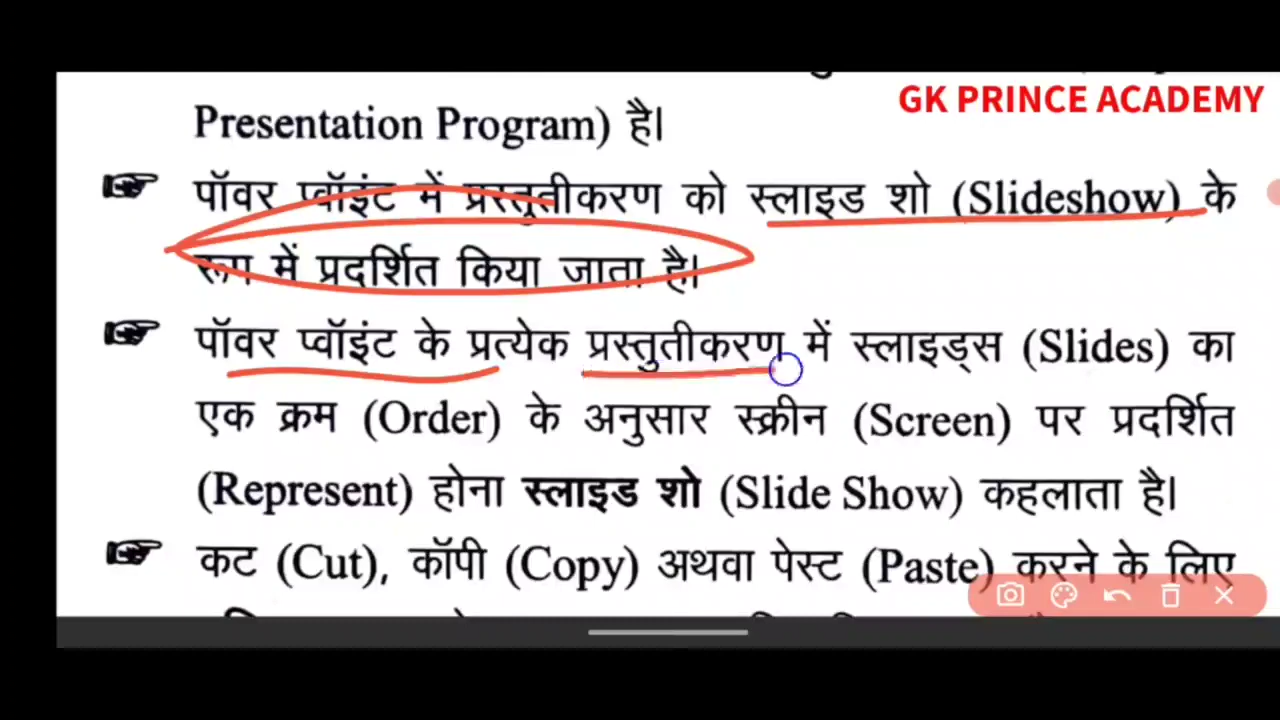 GK PRINCE ACADEMY
Presentation Program) है।
पॉवर प्वॉइंट में प्रस्तुतीकरण को स्लाइड शो (Slideshow) के
रूप में प्रदर्शित किया जाता है।
पॉवर प्वॉइंट के प्रत्येक प्रस्तुतीकरण में स्लाइड्स (Slides) का
एक क्रम (Order) के अनुसार स्क्रीन (Screen) पर प्रदर्शित
(Represent) होना स्लाइड शो (Slide Show) कहलाता है।
कट (Cut), कॉपी (Copy) अथवा पेस्ट (Paste) करने के लिए